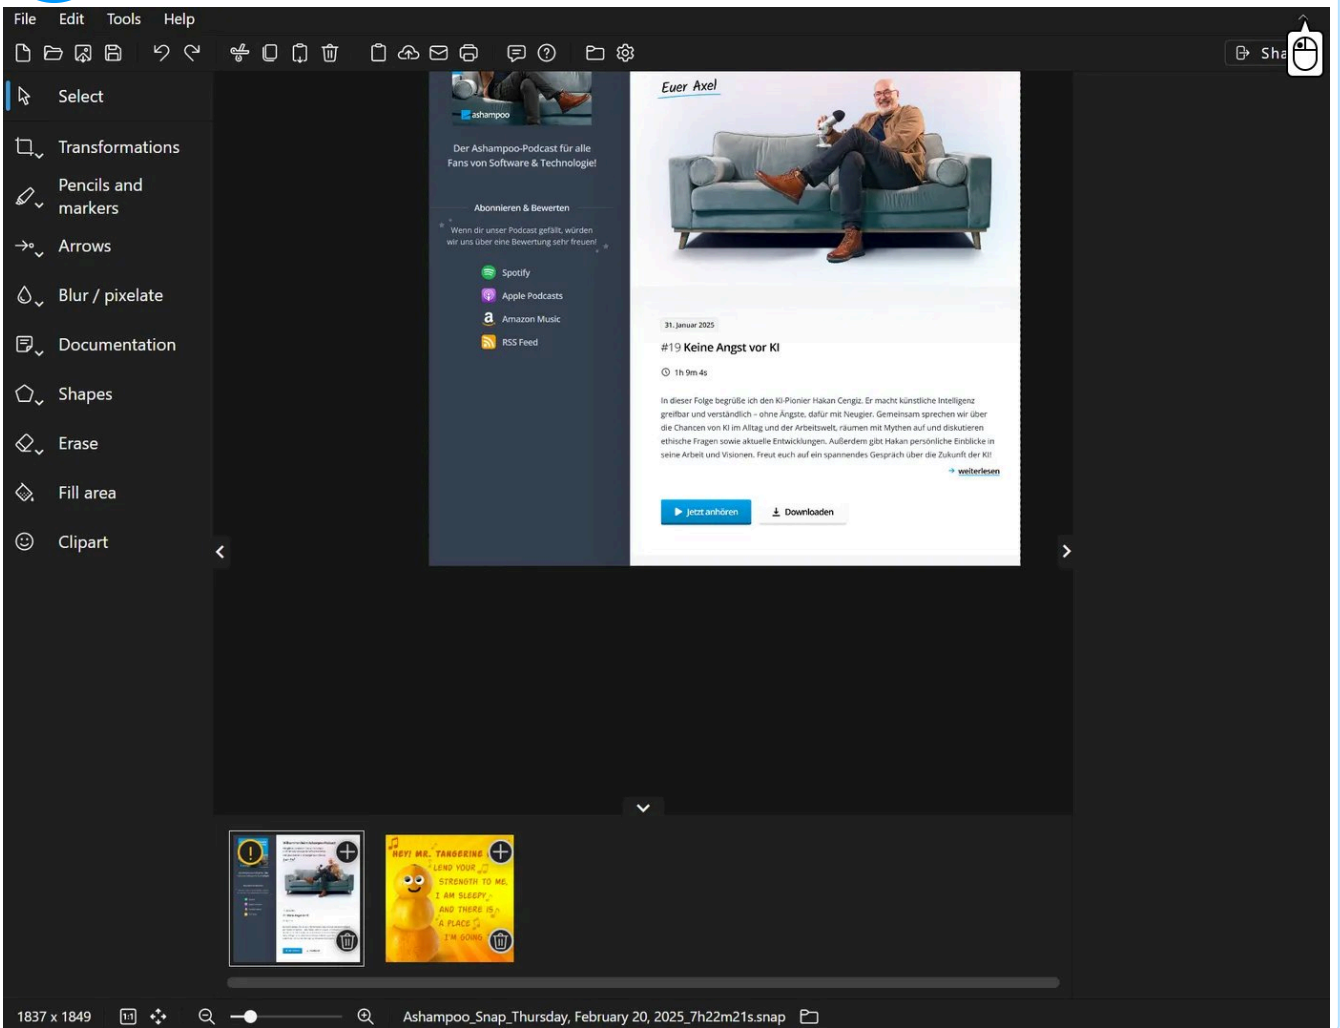 File Edit Tools Help
Sha
Select
Transformations
Pencils and
markers
Arrows
Blur / pixelate
Documentation
Shapes
Erase
Fill area
Clipart
ashampoo
Der Ashampoo-Podcast für alle
Fans von Software & Technologie!
Abonnieren & Bewerten
Wenn dir unser Podcast gefällt, würden
wir uns über eine Bewertung sehr freuen!
Spotify
Apple Podcasts
Amazon Music
RSS Feed
Euer Axel
31. Januar 2025
#19 Keine Angst vor KI
1h 9m 4s
In dieser Folge begrüße ich den KI-Pionier Hakan Cengiz. Er macht künstliche Intelligenz
greifbar und verständlich – ohne Ängste, dafür mit Neugier. Gemeinsam sprechen wir über
die Chancen von KI im Alltag und der Arbeitswelt, räumen mit Mythen auf und diskutieren
ethische Fragen sowie aktuelle Entwicklungen. Außerdem gibt Hakan persönliche Einblicke in
seine Arbeit und Visionen. Freut euch auf ein spannendes Gespräch über die Zukunft der KI!
weiterlesen
Jetzt anhören
Downloaden
HEY! MR. TANGERINE
LEND YOUR
STRENGTH TO ME,
I AM SLEEPY
AND THERE IS
A PLACE
I'M GOING
1837 x 1849
1:1
Ashampoo_Snap_Thursday, February 20, 2025_7h22m21s.snap